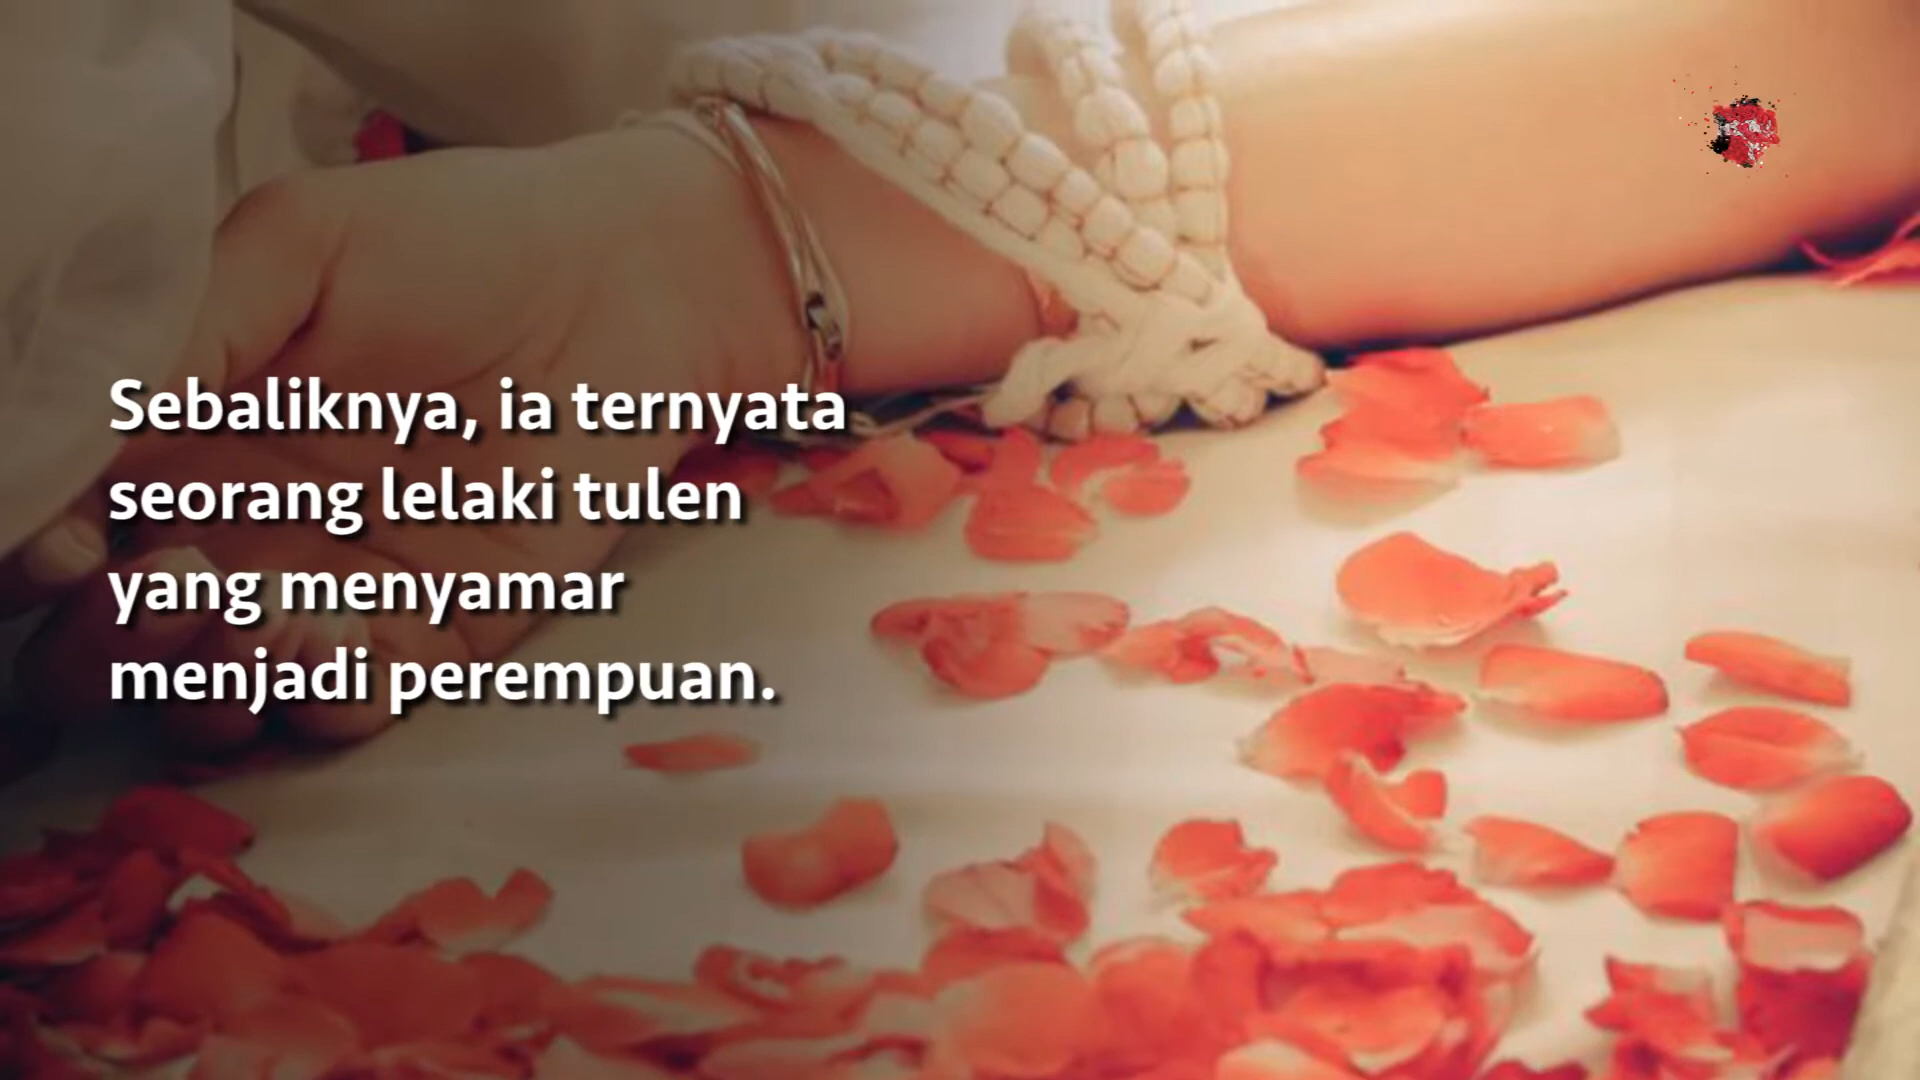 Sebaliknya, ia ternyata
seorang lelaki tulen
yang menyamar
menjadi perempuan.